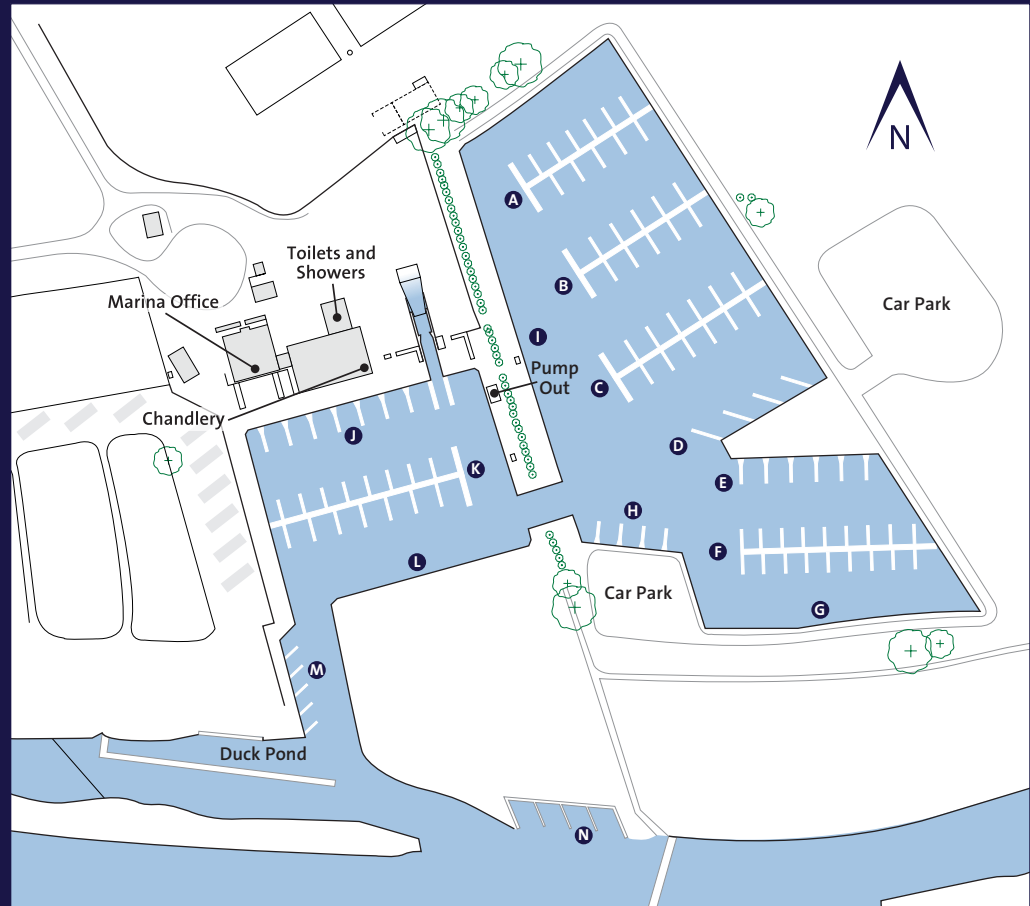 N
A
Toilets and
Showers
B
Marina Office
Car Park
I
Pump
Out
C
Chandlery
J
D
K
E
H
F
L
Car Park
G
M
Duck Pond
N